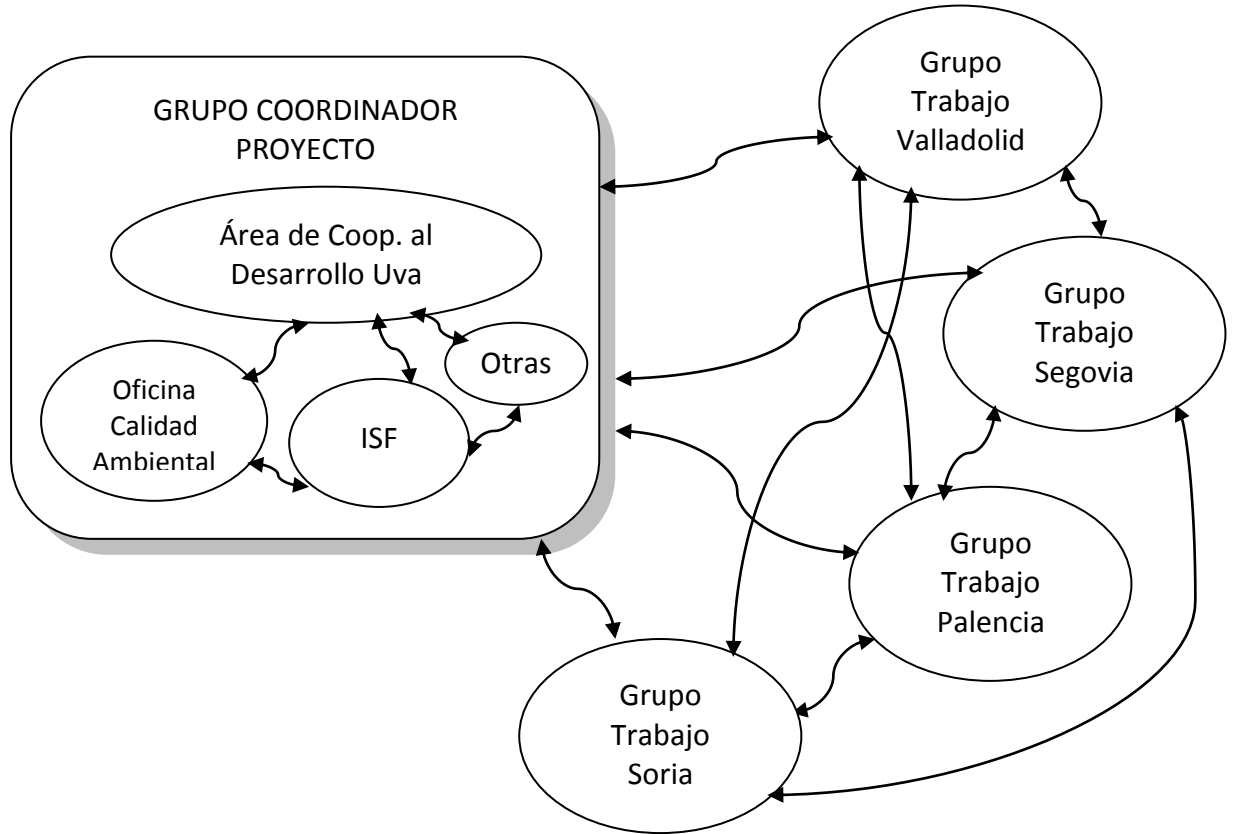 GRUPO COORDINADOR
PROYECTO
Área de Coop. al
Desarrollo Uva
Oficina
Calidad
Ambiental
ISF
Otras
Grupo
Trabajo
Valladolid
Grupo
Trabajo
Segovia
Grupo
Trabajo
Palencia
Grupo
Trabajo
Soria